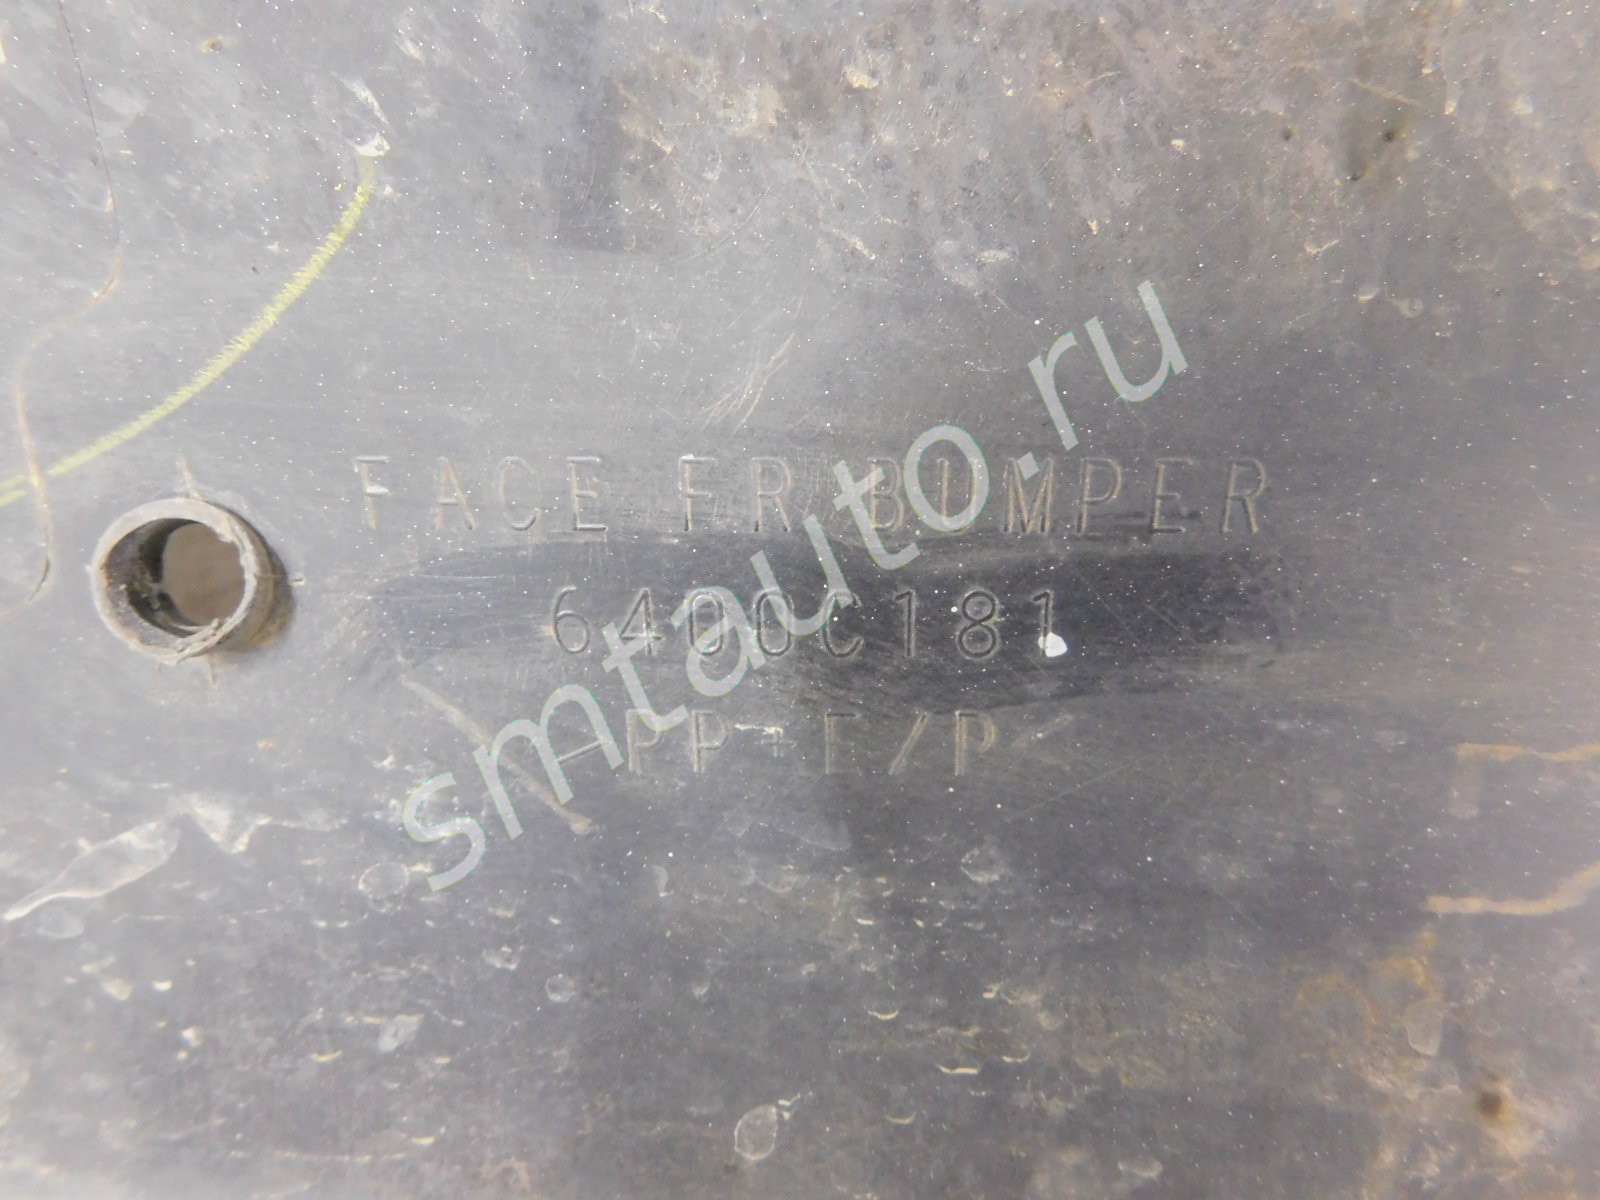 FACE FR BUMPER
6400C181
>PP+E/P<
smtauto.ru